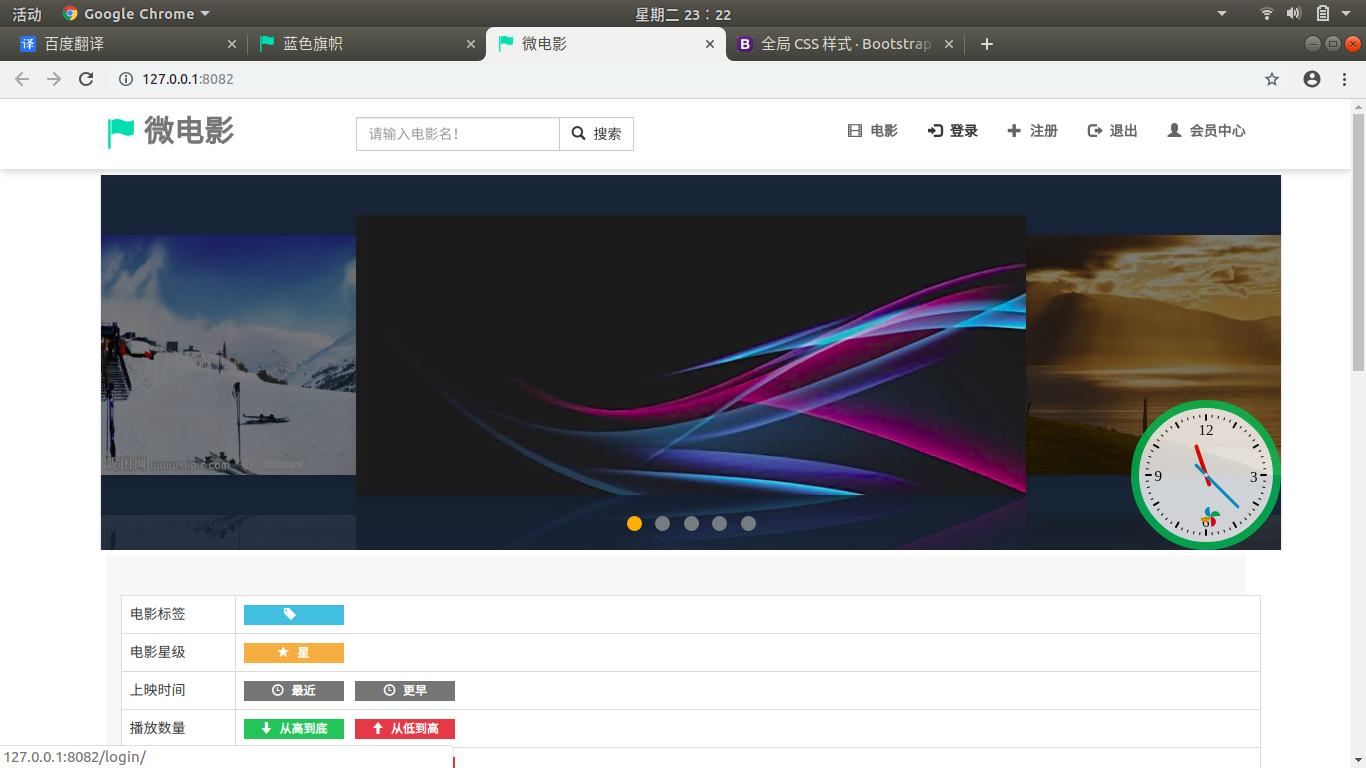 活动 Google Chrome 星期二 23：22
百度翻译 蓝色旗帜 微电影 全局 CSS 样式 · Bootstrap
127.0.0.1:8082
微电影 请输入电影名! 搜索 电影 登录 注册 退出 会员中心
www.nipic.com
12
9 3
6
电影标签
电影星级 星
上映时间 最近 更早
播放数量 从高到底 从低到高
127.0.0.1:8082/login/